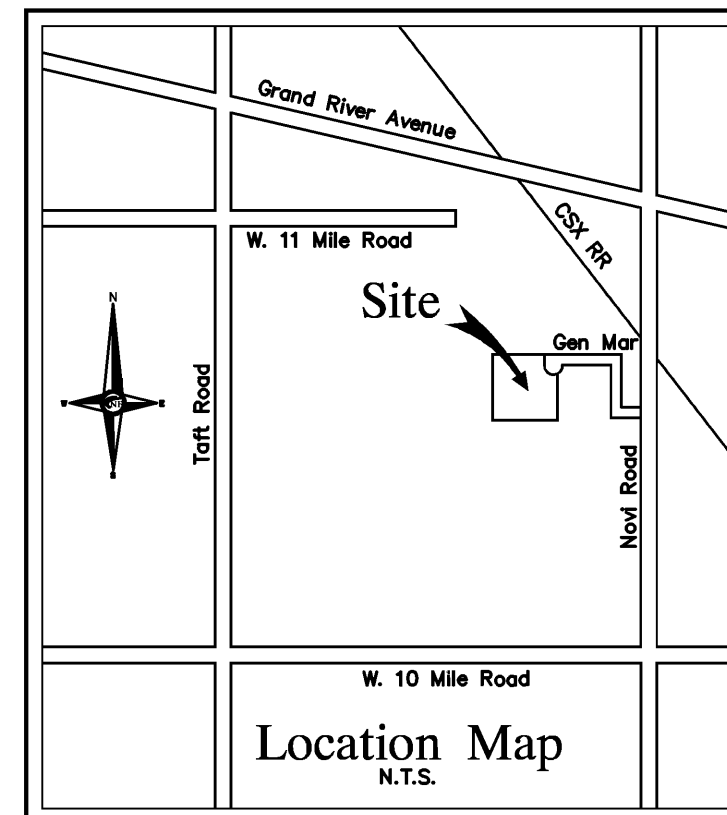 Grand River Avenue
CSX RR
W. 11 Mile Road
N
Site
Gen Mar
Taft Road
Novi Road
W. 10 Mile Road
Location Map
N.T.S.